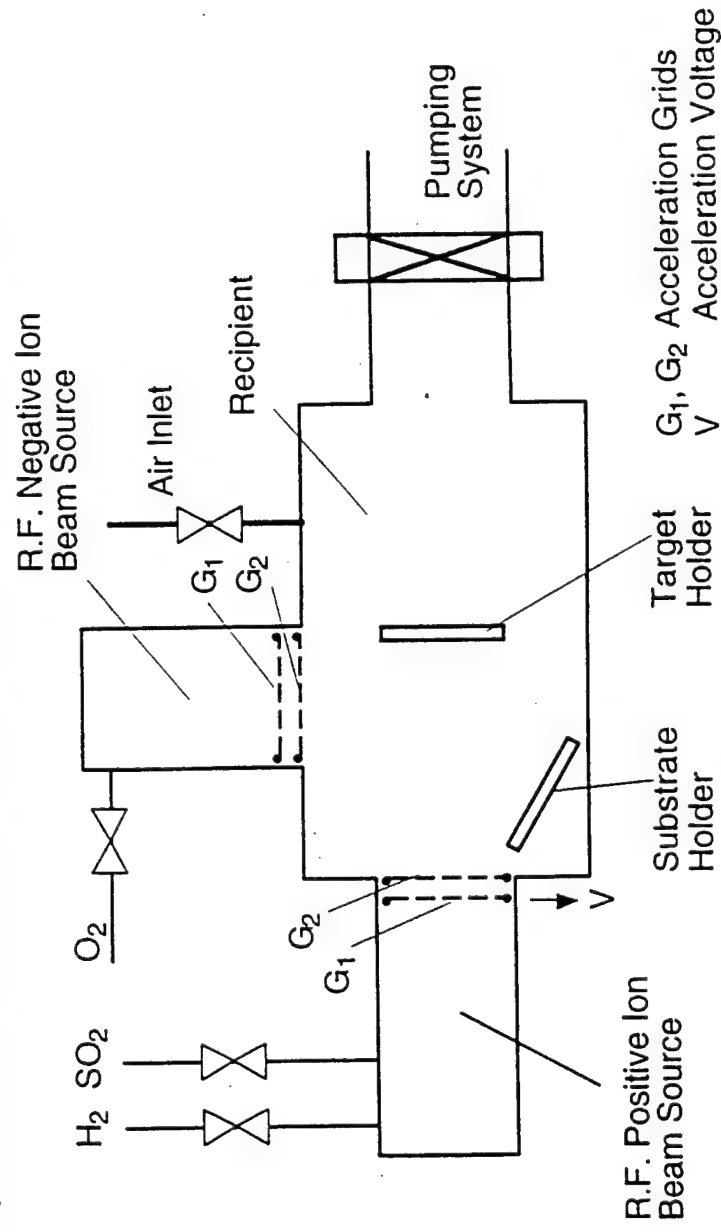 R.F. Negative Ion
Beam Source
Air Inlet
O2
G1
G2
Recipient
H2 SO2
G2
G1
V
Pumping
System
R.F. Positive Ion
Beam Source
Substrate
Holder
Target
Holder
G1, G2 Acceleration Grids
V Acceleration Voltage